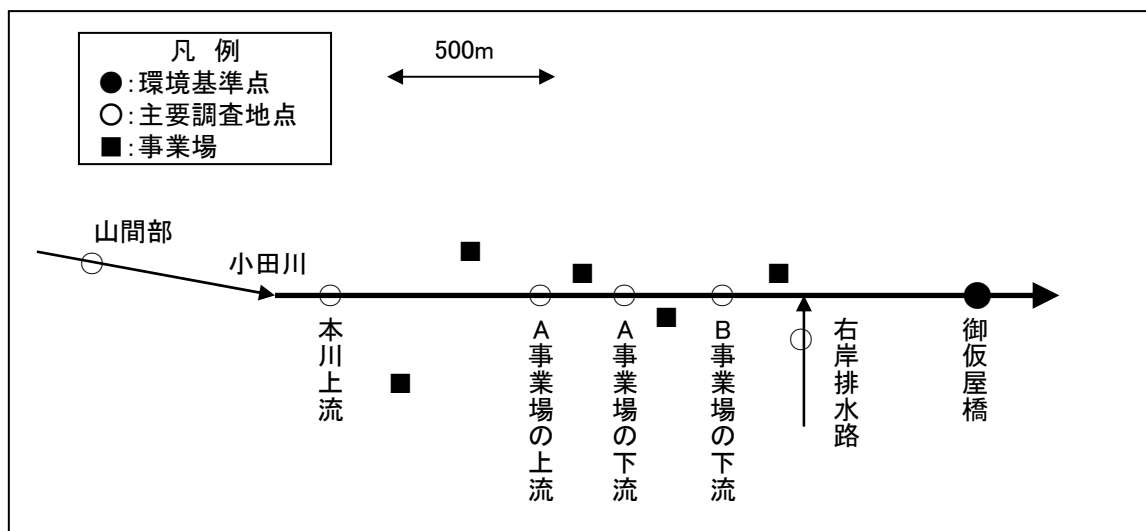 凡 例
●:環境基準点
○:主要調査地点
■:事業場
500m
山間部
小田川
本川上流
A事業場の上流
A事業場の下流
B事業場の下流
右岸排水路
御仮屋橋